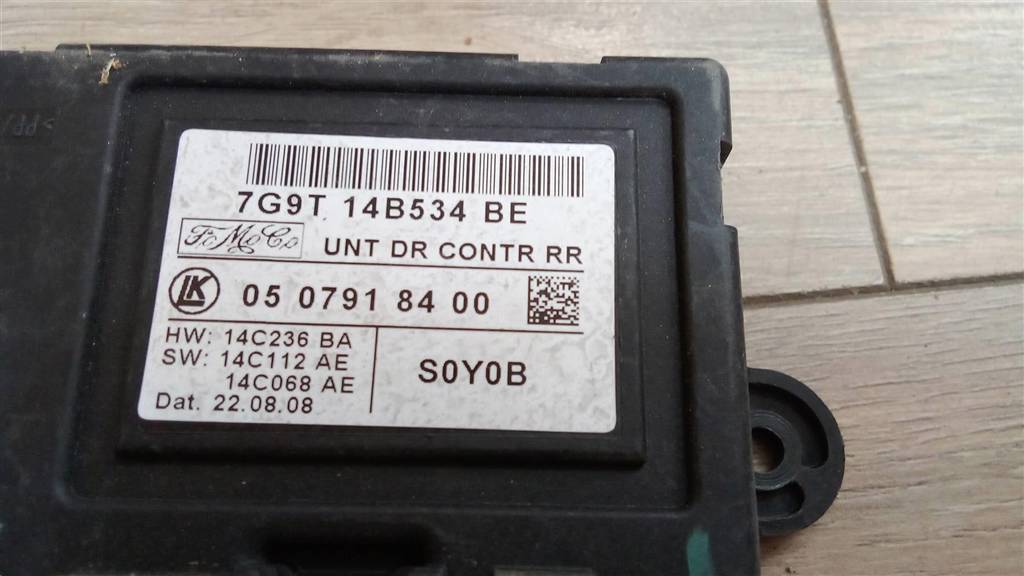 >PP/
7G9T 14B534 BE
FoMoCo UNT DR CONTR RR
LK 05 0791 84 00
HW: 14C236 BA
SW: 14C112 AE
14C068 AE
Dat. 22.08.08
S0Y0B